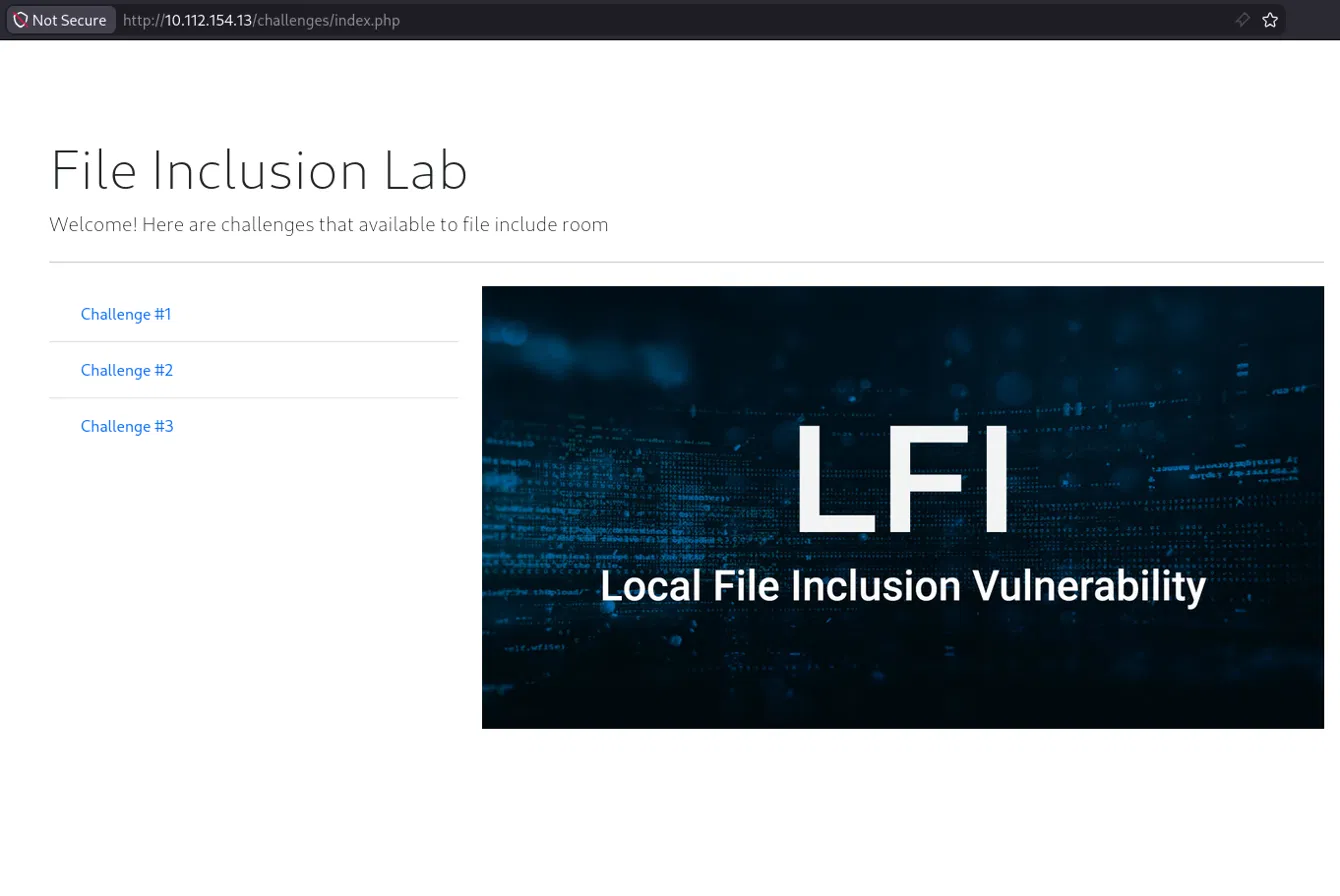 Not Secure http://10.112.154.13/challenges/index.php
File Inclusion Lab
Welcome! Here are challenges that available to file include room
Challenge #1
Challenge #2
Challenge #3
LFI
Local File Inclusion Vulnerability